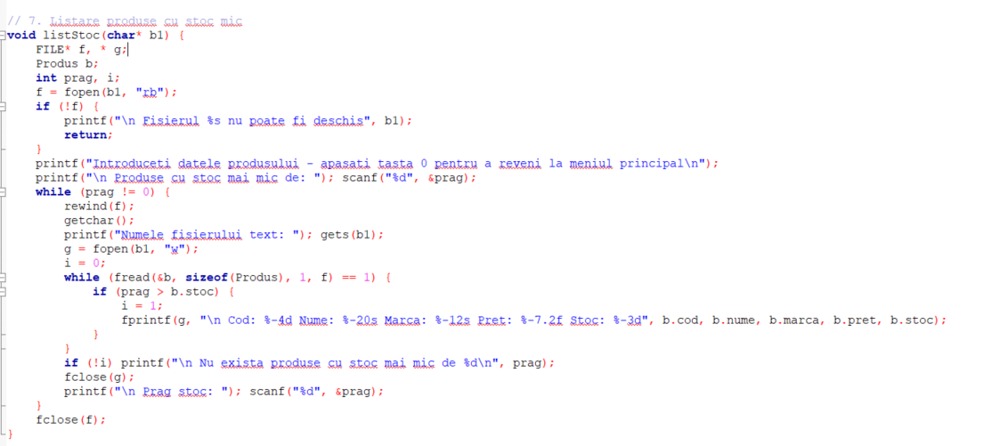 // 7. Listare produse cu stoc mic
void listStoc(char* b1) {
FILE* f, * g;
Produs b;
int prag, i;
f = fopen(b1, "rb");
if (!f) {
printf("\n Fisierul %s nu poate fi deschis", b1);
return;
}
printf("Introduceti datele produsului - apasati tasta 0 pentru a reveni la meniul principal\n");
printf("\n Produse cu stoc mai mic de: "); scanf("%d", &prag);
while (prag != 0) {
rewind(f);
getchar();
printf("Numele fisierului text: "); gets(b1);
g = fopen(b1, "w");
i = 0;
while (fread(&b, sizeof(Produs), 1, f) == 1) {
if (prag > b.stoc) {
i = 1;
fprintf(g, "\n Cod: %-4d Nume: %-20s Marca: %-12s Pret: %-7.2f Stoc: %-3d", b.cod, b.nume, b.marca, b.pret, b.stoc);
}
}
if (!i) printf("\n Nu exista produse cu stoc mai mic de %d\n", prag);
fclose(g);
printf("\n Prag stoc: "); scanf("%d", &prag);
}
fclose(f);
}